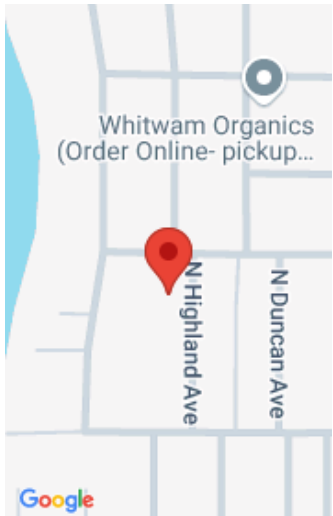 Whitwam Organics
(Order Online- pickup...
N Highland Ave
N Duncan Ave
Google